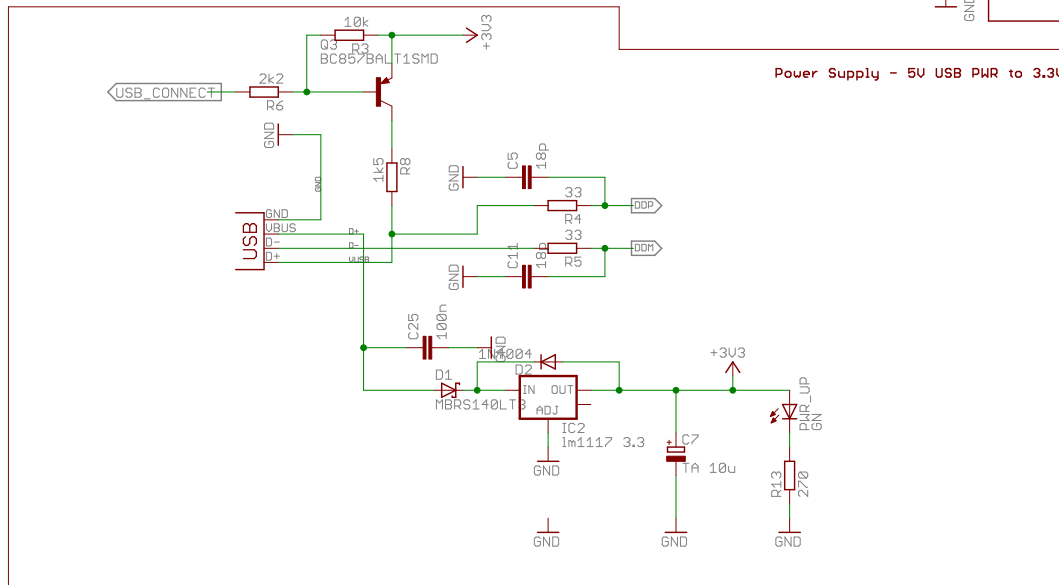 GND
10k
R3
+3V3
Q3
BC857BALT1SMD
Power Supply - 5V USB PWR to 3.3V
USB_CONNECT
2k2
R6
GND
1k5
R8
GND
C5
18p
GND
33
R4
DDP
USB
GND
VBUS
D-
D+
D+
D-
VUSB
33
R5
DDM
GND
C11
18p
C25
100n
GND
1N4004
D2
+3V3
D1
MBRS140LT3
IN
OUT
ADJ
IC2
lm1117 3.3
GND
C7
TA 10u
PWR_UP
GN
R13
270
GND
GND
GND